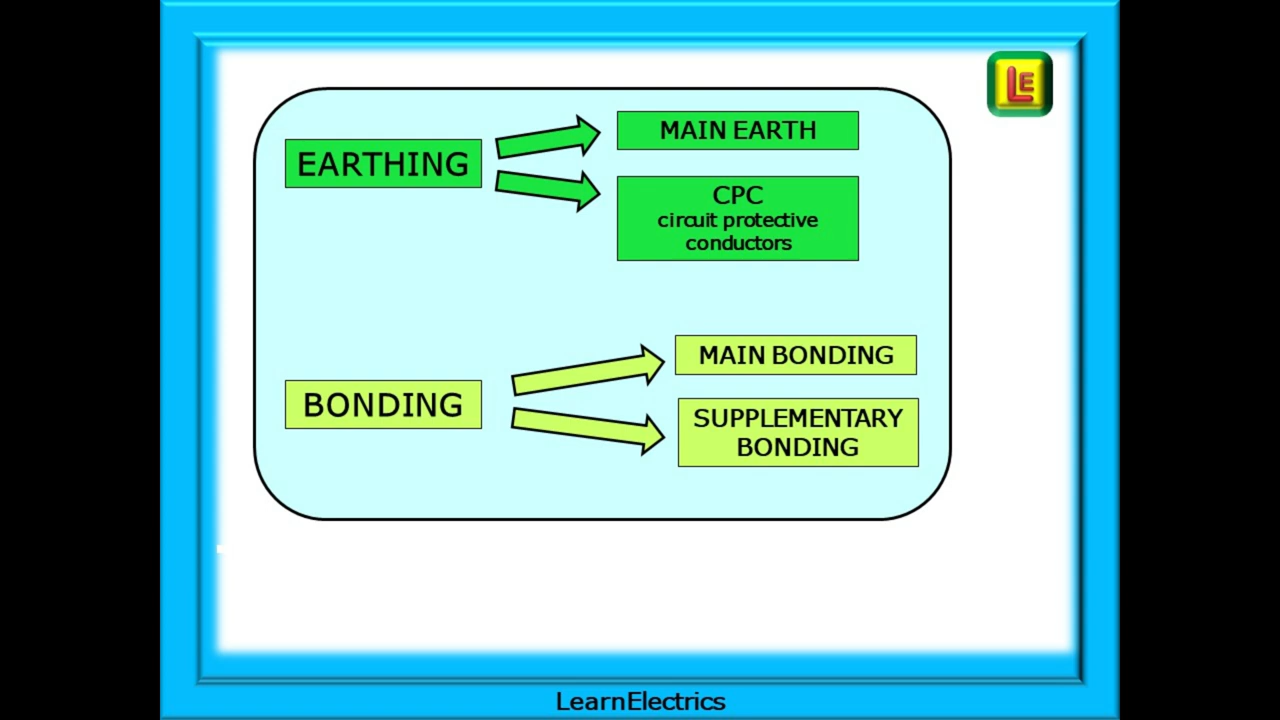 LE
EARTHING
MAIN EARTH
CPC
circuit protective
conductors
BONDING
MAIN BONDING
SUPPLEMENTARY
BONDING
LearnElectrics